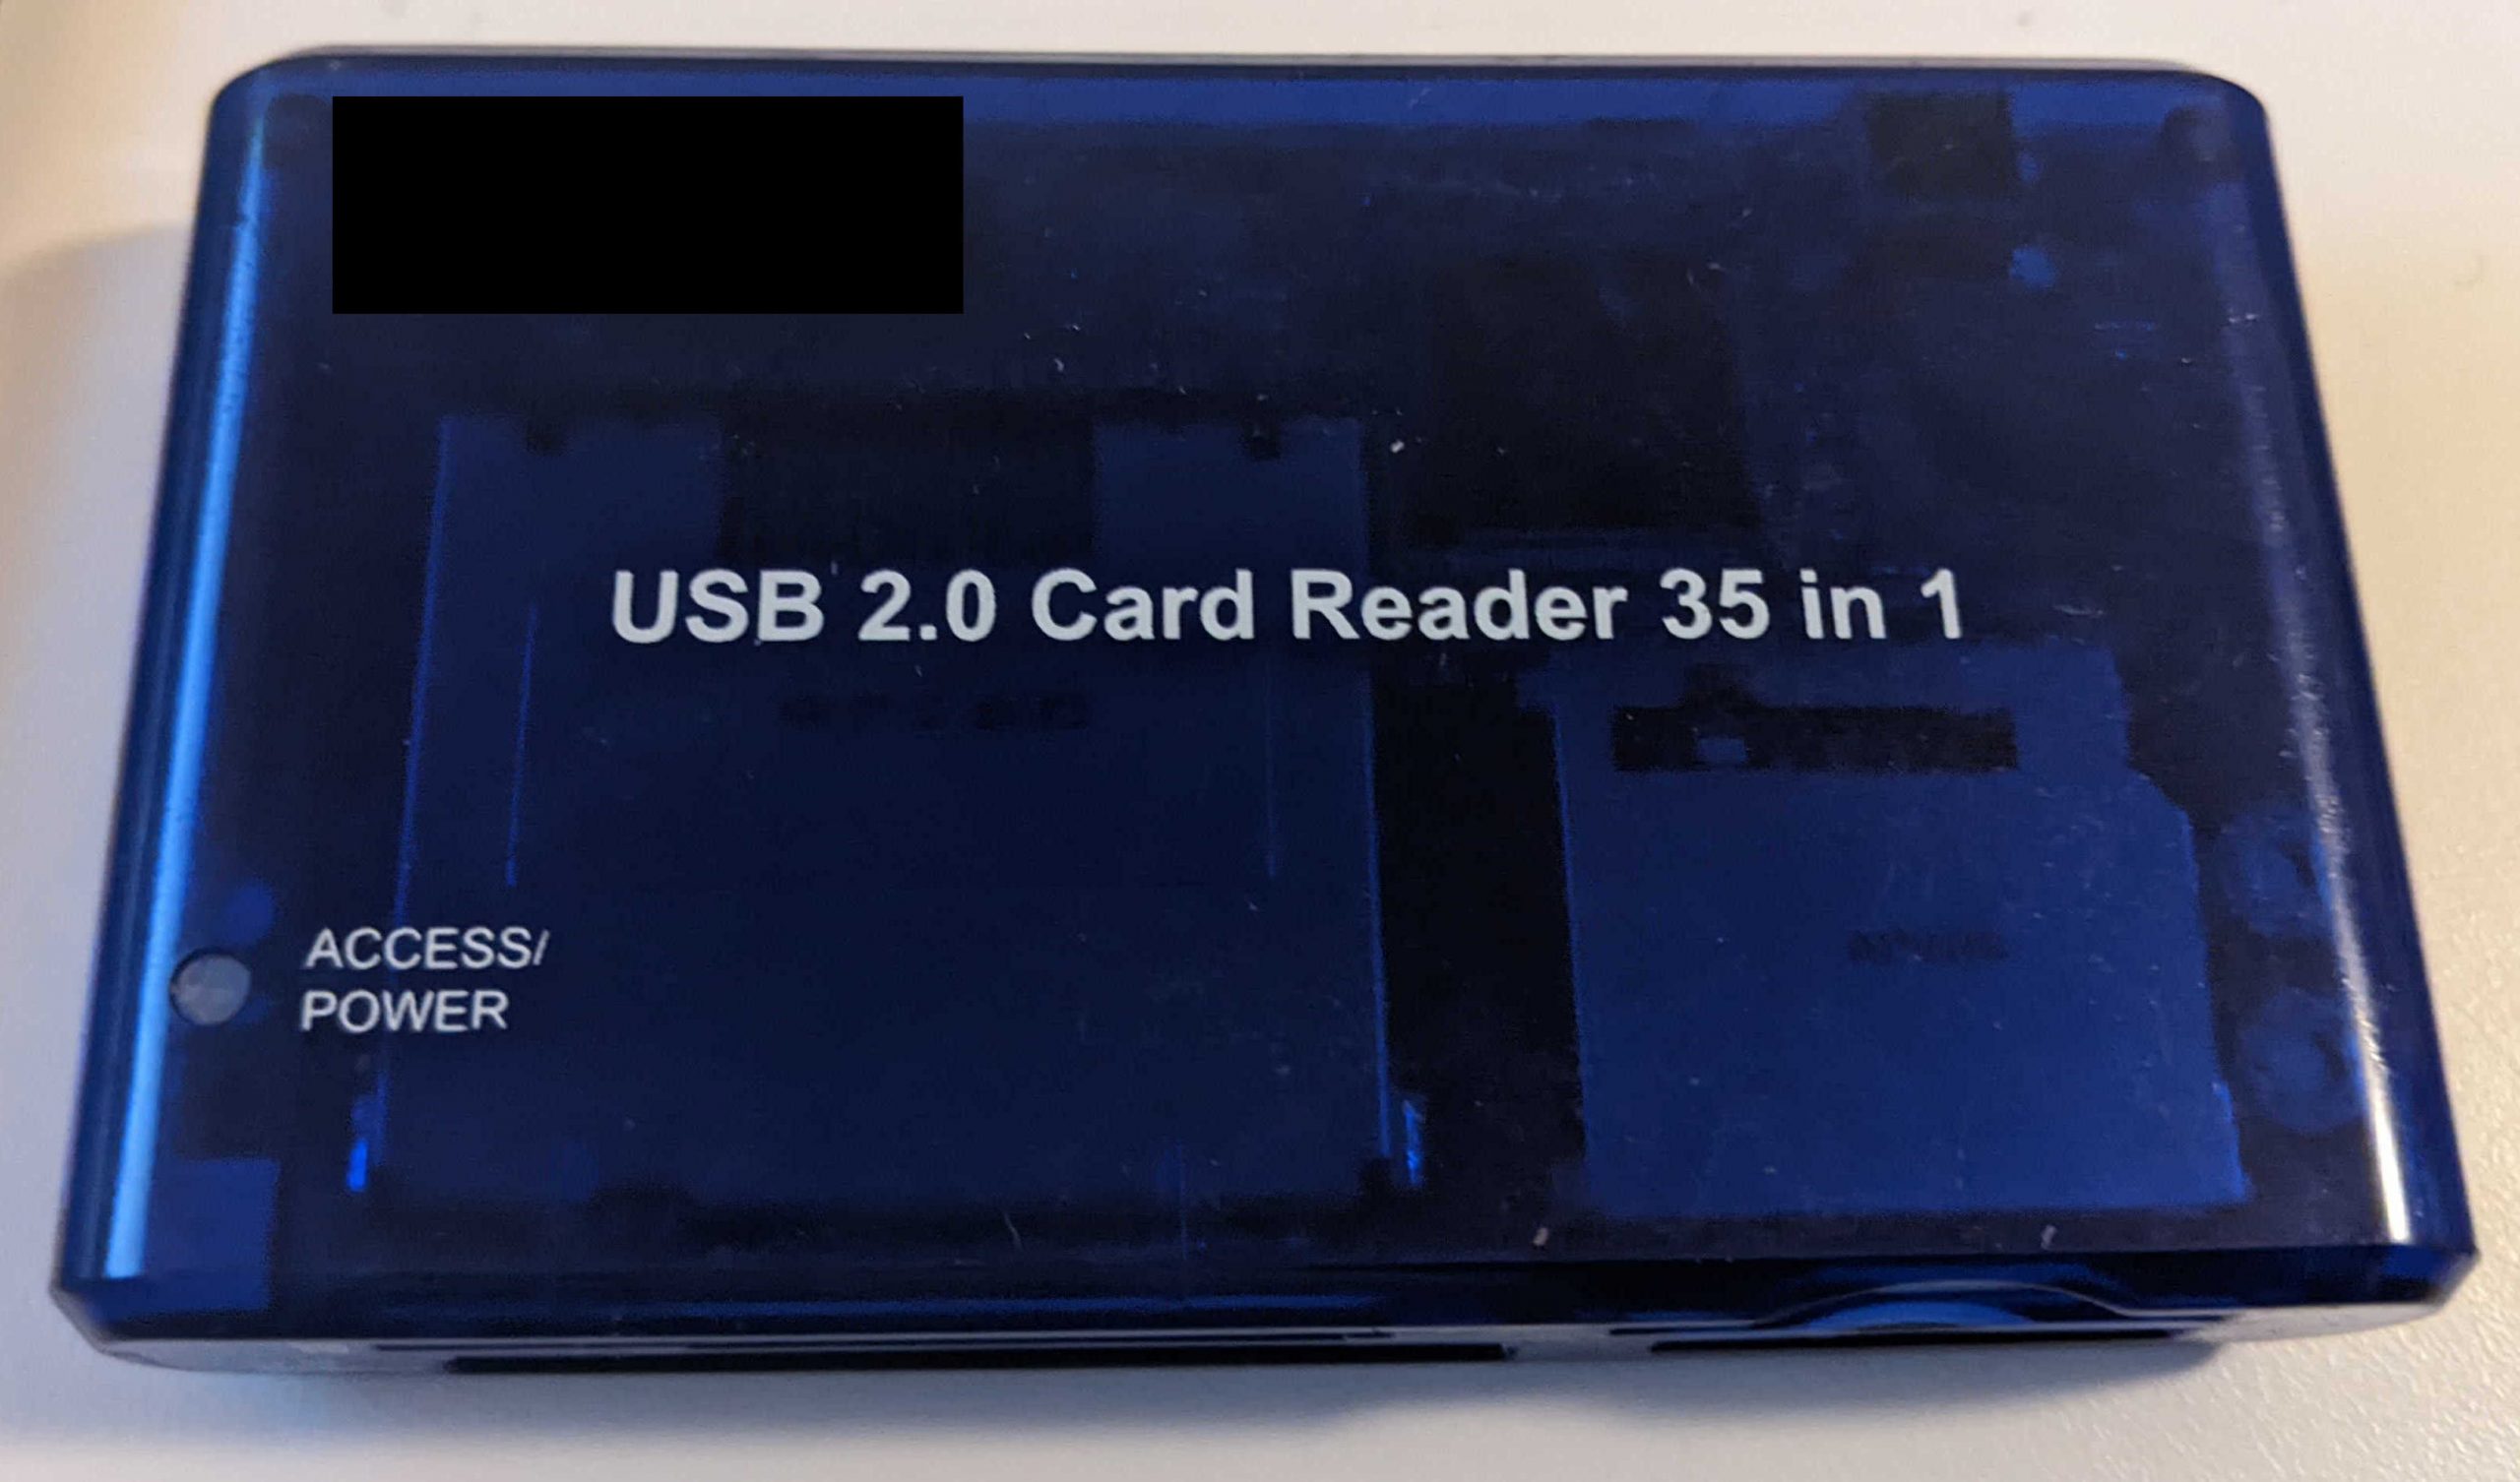 USB 2.0 Card Reader 35 in 1
ACCESS/
POWER